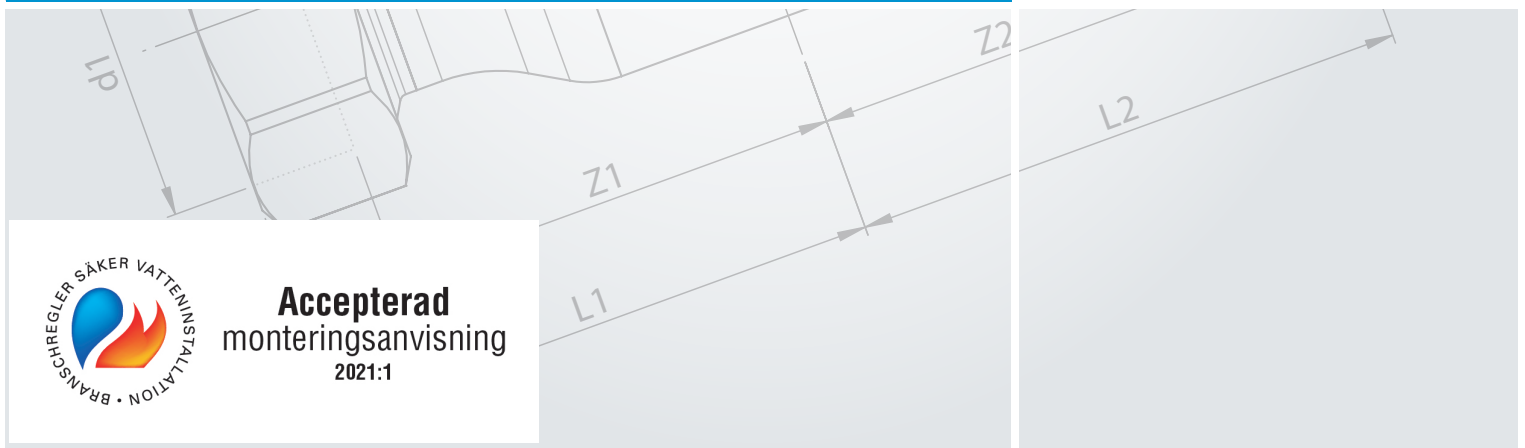 d1
Z2
L2
Z1
L1
BRANSCHREGLER SÄKER VATTENINSTALLATION •
Accepterad
monteringsanvisning
2021:1